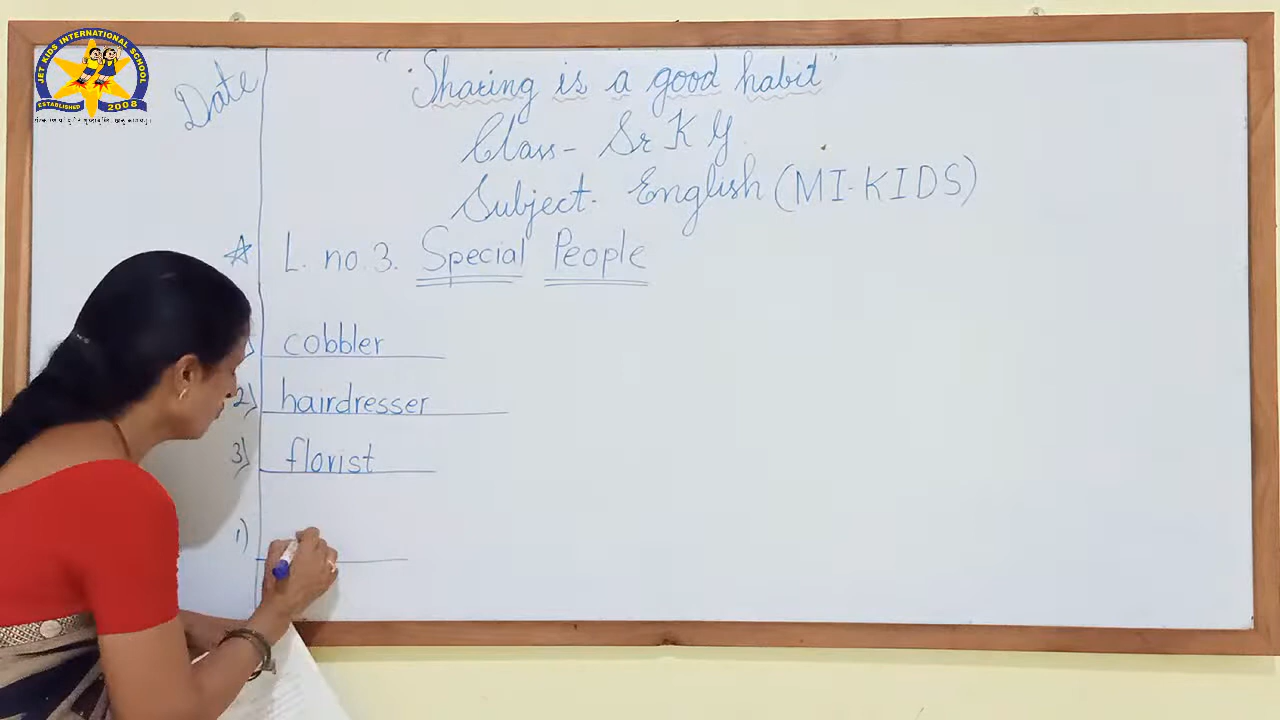 JET KIDS INTERNATIONAL SCHOOL
ESTABLISHED 2008
Date
"Sharing is a good habit"
Class- Sr K G.
Subject- English (MI-KIDS)
L. no. 3. Special People
cobbler
2) hairdresser
3) florist
1)